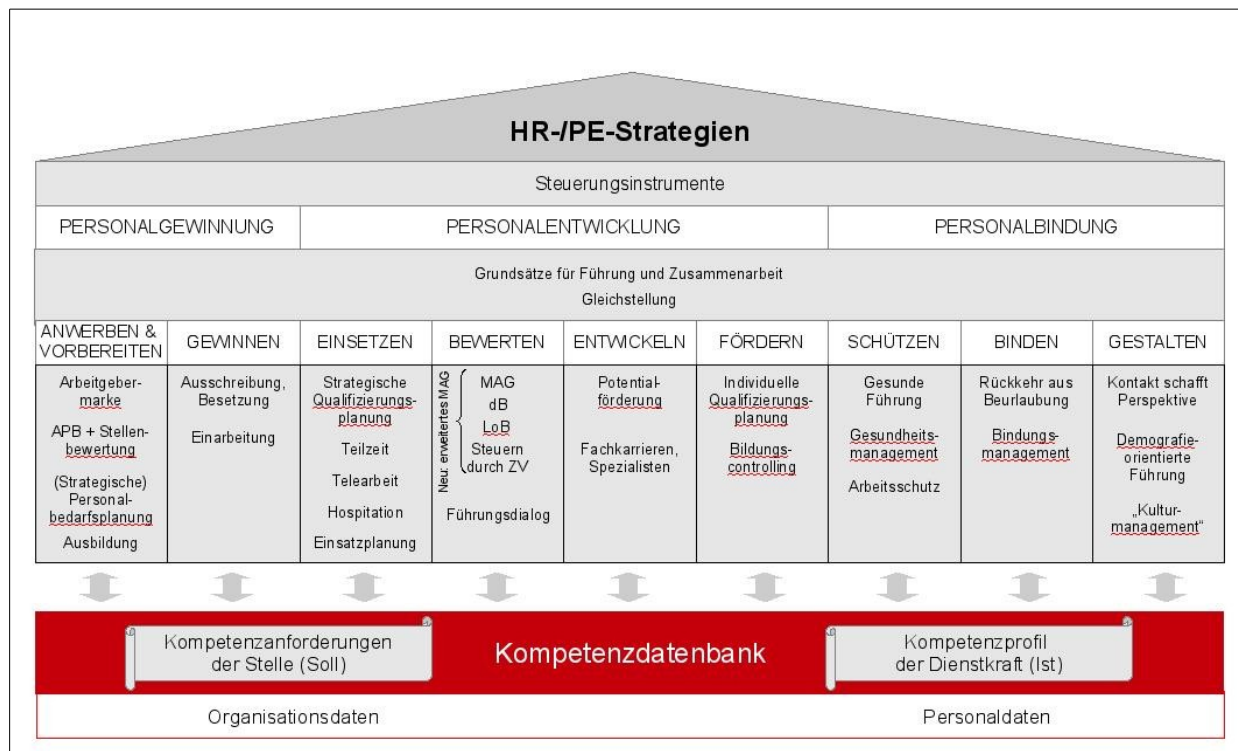 HR-/PE-Strategien
Steuerungsinstrumente
PERSONALGEWINNUNG
PERSONALENTWICKLUNG
PERSONALBINDUNG
Grundsätze für Führung und Zusammenarbeit
Gleichstellung
ANWERBEN &
VORBEREITEN
GEWINNEN
EINSETZEN
BEWERTEN
ENTWICKELN
FÖRDERN
SCHÜTZEN
BINDEN
GESTALTEN
Arbeitgeber-
marke
APB + Stellen-
bewertung
(Strategische)
Personal-
bedarfsplanung
Ausbildung
Ausschreibung,
Besetzung
Einarbeitung
Strategische
Qualifizierungs-
planung
Teilzeit
Telearbeit
Hospitation
Einsatzplanung
Neu: erweitertes MAG
MAG
dB
LoB
Steuern
durch ZV
Führungsdialog
Potential-
förderung
Fachkarrieren,
Spezialisten
Individuelle
Qualifizierungs-
planung
Bildungs-
controlling
Gesunde
Führung
Gesundheits-
management
Arbeitsschutz
Rückkehr aus
Beurlaubung
Bindungs-
management
Kontakt schafft
Perspektive
Demografie-
orientierte
Führung
„Kultur-
management“
Kompetenzanforderungen
der Stelle (Soll)
Kompetenzdatenbank
Kompetenzprofil
der Dienstkraft (Ist)
Organisationsdaten
Personaldaten